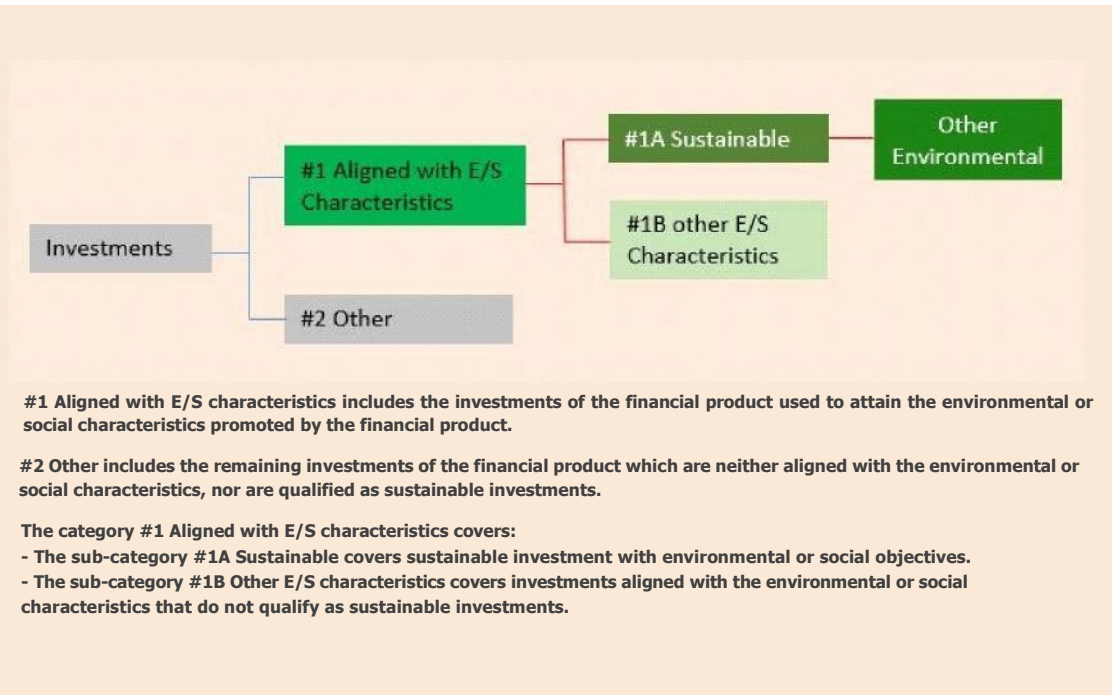 Investments
#1 Aligned with E/S
Characteristics
#2 Other
#1A Sustainable
#1B other E/S
Characteristics
Other
Environmental
#1 Aligned with E/S characteristics includes the investments of the financial product used to attain the environmental or
social characteristics promoted by the financial product.
#2 Other includes the remaining investments of the financial product which are neither aligned with the environmental or
social characteristics, nor are qualified as sustainable investments.
The category #1 Aligned with E/S characteristics covers:
- The sub-category #1A Sustainable covers sustainable investment with environmental or social objectives.
- The sub-category #1B Other E/S characteristics covers investments aligned with the environmental or social
characteristics that do not qualify as sustainable investments.